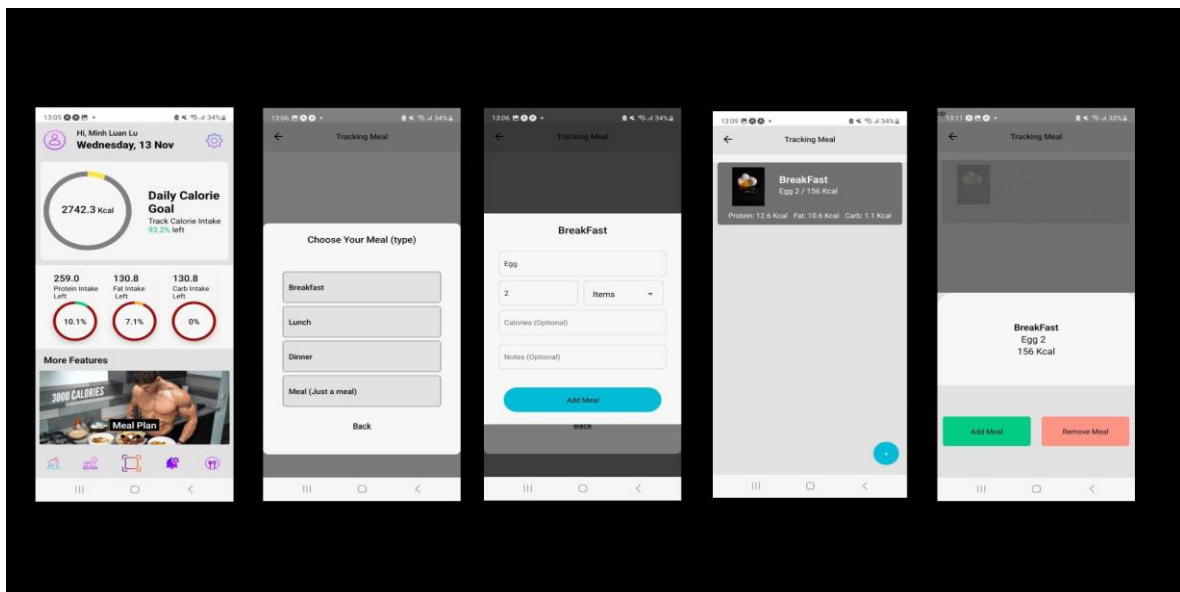 13:05
34%
Hi, Minh Luan Lu
Wednesday, 13 Nov
2742.3 Kcal
Daily Calorie
Goal
Track Calorie Intake
93.2% left
259.0
Protein Intake
Left
10.1%
130.8
Fat Intake
Left
7.1%
130.8
Carb Intake
Left
0%
More Features
3000 CALORIES
Meal Plan
13:06
34%
Tracking Meal
Choose Your Meal (type)
Breakfast
Lunch
Dinner
Meal (Just a meal)
Back
13:06
34%
Tracking Meal
BreakFast
Egg
2
Items
Calories (Optional)
Notes (Optional)
Add Meal
Back
13:09
34%
Tracking Meal
BreakFast
Egg 2 / 156 Kcal
Protein: 12.6 Kcal Fat: 10.6 Kcal Carb: 1.1 Kcal
+
13:11
33%
Tracking Meal
BreakFast
Egg 2
156 Kcal
Add Meal
Remove Meal